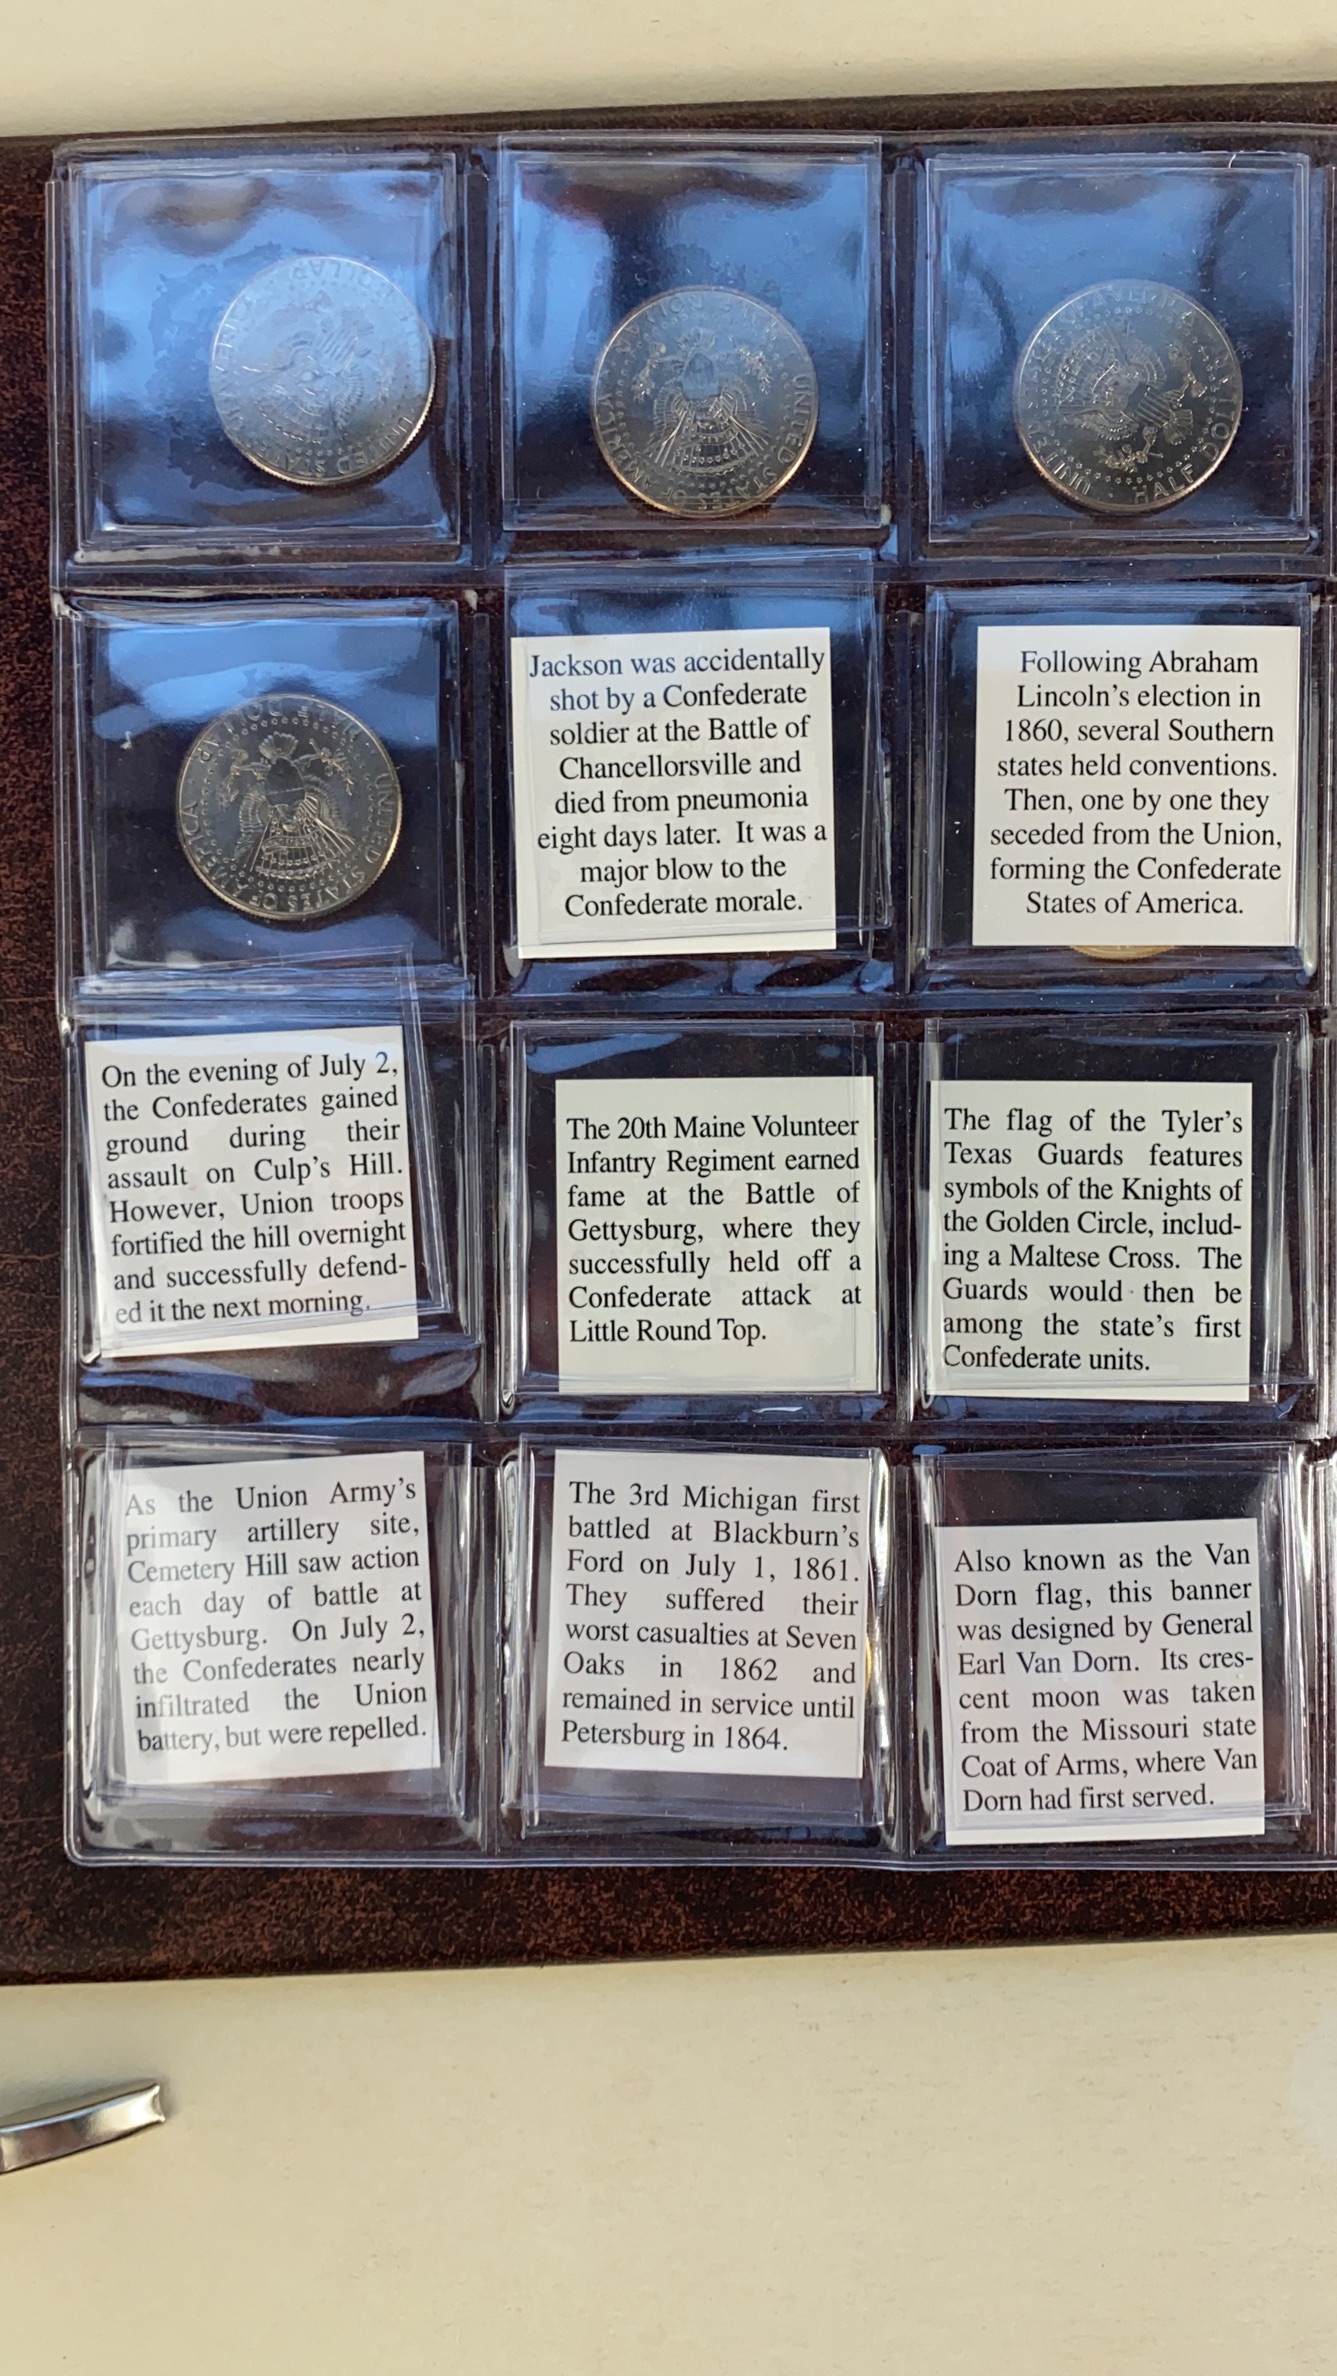 UNITED STATES
UNITED STATES OF AMERICA
HALF
UNITED STATES OF AMERICA
Jackson was accidentally
shot by a Confederate
soldier at the Battle of
Chancellorsville and
died from pneumonia
eight days later. It was a
major blow to the
Confederate morale.
Following Abraham
Lincoln's election in
1860, several Southern
states held conventions.
Then, one by one they
seceded from the Union,
forming the Confederate
States of America.
On the evening of July 2,
the Confederates gained
ground during their
assault on Culp's Hill.
However, Union troops
fortified the hill overnight
and successfully defend-
ed it the next morning.
The 20th Maine Volunteer
Infantry Regiment earned
fame at the Battle of
Gettysburg, where they
successfully held off a
Confederate attack at
Little Round Top.
The flag of the Tyler's
Texas Guards features
symbols of the Knights of
the Golden Circle, includ-
ing a Maltese Cross. The
Guards would then be
among the state's first
Confederate units.
As the Union Army's
primary artillery site,
Cemetery Hill saw action
each day of battle at
Gettysburg. On July 2,
the Confederates nearly
infiltrated the Union
battery, but were repelled.
The 3rd Michigan first
battled at Blackburn's
Ford on July 1, 1861.
They suffered their
worst casualties at Seven
Oaks in 1862 and
remained in service until
Petersburg in 1864.
Also known as the Van
Dorn flag, this banner
was designed by General
Earl Van Dorn. Its cres-
cent moon was taken
from the Missouri state
Coat of Arms, where Van
Dorn had first served.